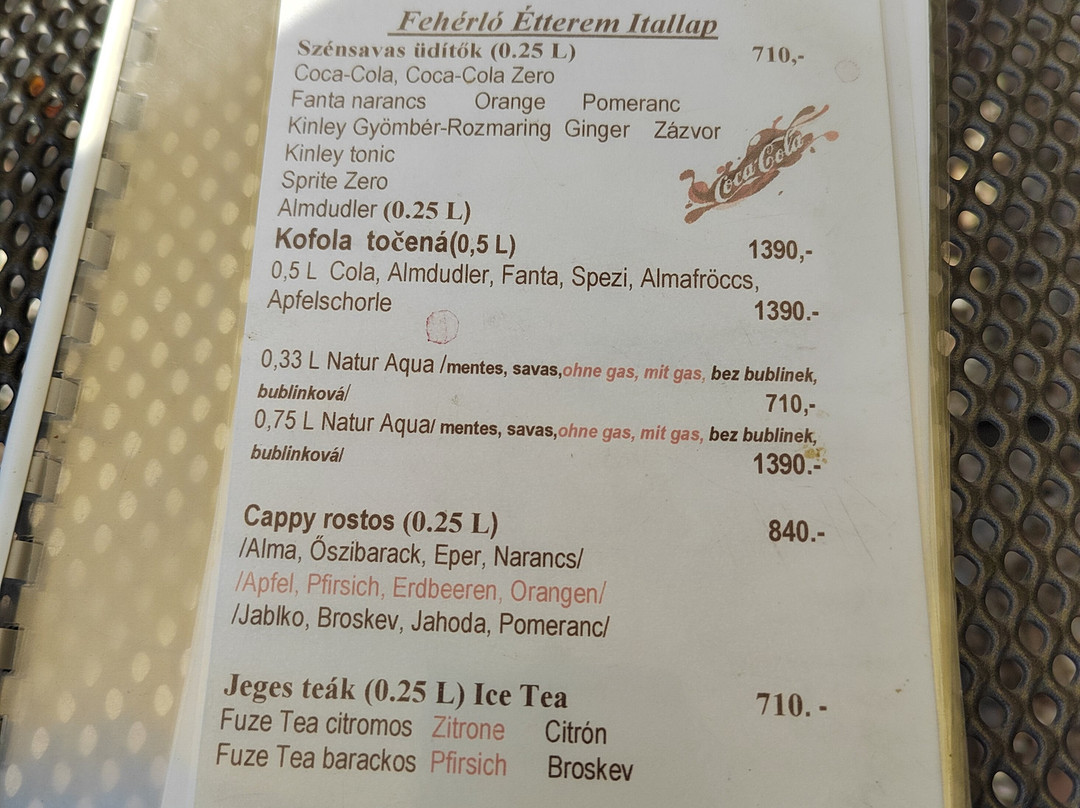 Fehérló Étterem Itallap
Szénsavas üdítők (0.25 L) 710,-
Coca-Cola, Coca-Cola Zero
Fanta narancs Orange Pomeranc
Kinley Gyömbér-Rozmaring Ginger Zázvor
Coca-Cola
Kinley tonic
Sprite Zero
Almdudler (0.25 L)
Kofola točená(0,5 L) 1390,-
0,5 L Cola, Almdudler, Fanta, Spezi, Almafröccs,
Apfelschorle 1390.-
0,33 L Natur Aqua /mentes, savas,ohne gas, mit gas, bez bublinek,
bublinková/ 710,-
0,75 L Natur Aqua/ mentes, savas,ohne gas, mit gas, bez bublinek,
bublinková/ 1390.-
Cappy rostos (0.25 L) 840.-
/Alma, Őszibarack, Eper, Narancs/
/Apfel, Pfirsich, Erdbeeren, Orangen/
/Jablko, Broskev, Jahoda, Pomeranc/
Jeges teák (0.25 L) Ice Tea 710. -
Fuze Tea citromos Zitrone Citrón
Fuze Tea barackos Pfirsich Broskev